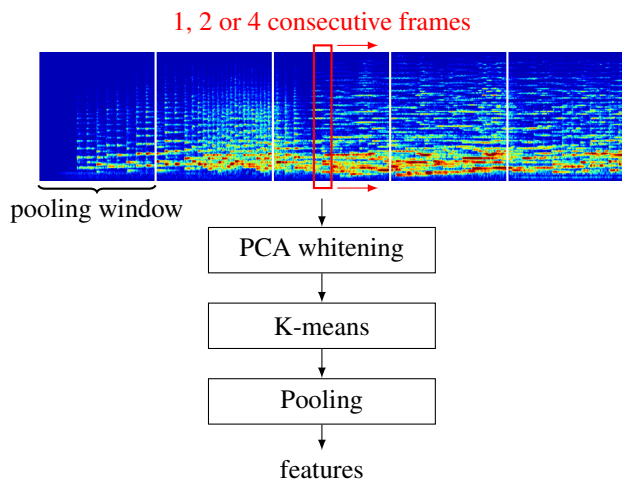 1, 2 or 4 consecutive frames
pooling window
PCA whitening
K-means
Pooling
features